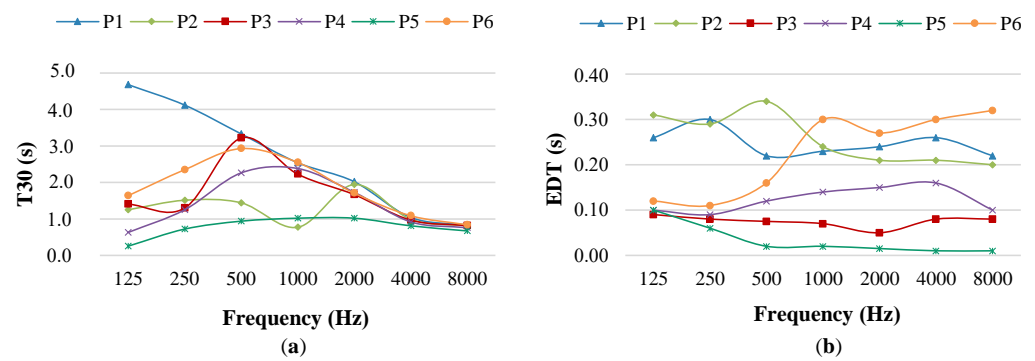 P1 P2 P3 P4 P5 P6
5.0
4.0
3.0
2.0
1.0
0.0
T30 (s)
125 250 500 1000 2000 4000 8000
Frequency (Hz)
(a)
P1 P2 P3 P4 P5 P6
0.40
0.30
0.20
0.10
0.00
EDT (s)
125 250 500 1000 2000 4000 8000
Frequency (Hz)
(b)